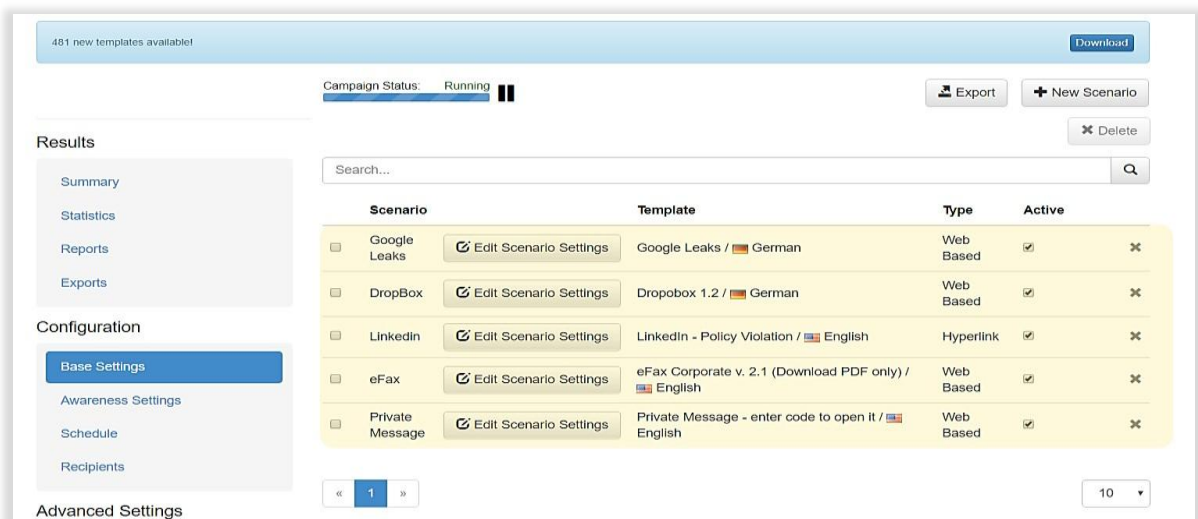 481 new templates available!
Download
Campaign Status: Running
Export
New Scenario
Delete
Results
Summary
Statistics
Reports
Exports
Configuration
Base Settings
Awareness Settings
Schedule
Recipients
Advanced Settings
Search...
Scenario Template Type Active
Google
Leaks
Edit Scenario Settings
Google Leaks / German
Web
Based
DropBox
Edit Scenario Settings
Dropobox 1.2 / German
Web
Based
Linkedin
Edit Scenario Settings
LinkedIn - Policy Violation / English
Hyperlink
eFax
Edit Scenario Settings
eFax Corporate v. 2.1 (Download PDF only) /
English
Web
Based
Private
Message
Edit Scenario Settings
Private Message - enter code to open it /
English
Web
Based
« 1 »
10